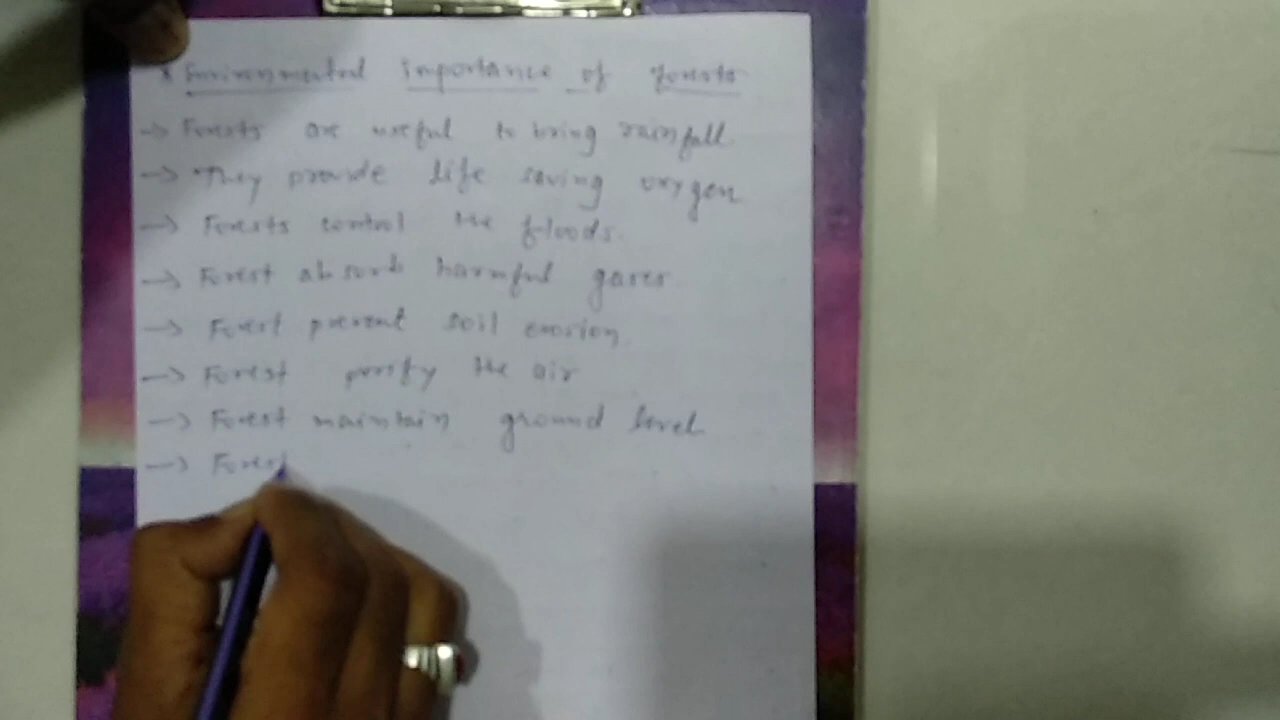 * Environmental importance of forests
→ Forests are useful to bring rainfall
→ They provide life saving oxygen
→ Forests control the floods.
→ Forest absorb harmful gases
→ Forest prevent soil erosion.
→ Forest purify the air
→ Forest maintain ground level
→ Forest